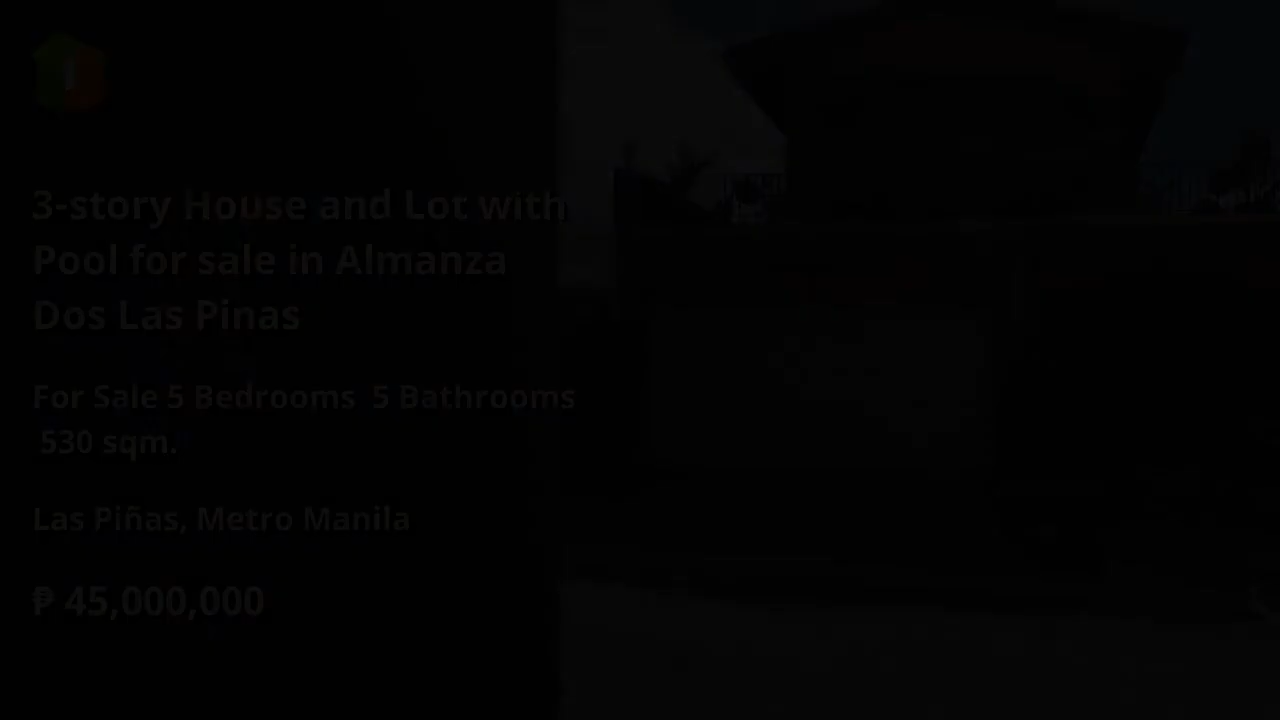 3-story House and Lot with
Pool for sale in Almanza
Dos Las Pinas
For Sale 5 Bedrooms 5 Bathrooms
530 sqm.
Las Piñas, Metro Manila
₱ 45,000,000